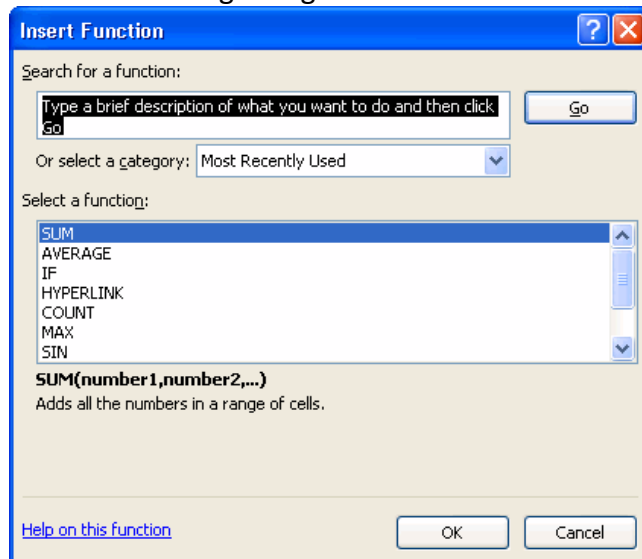 Insert Function
Search for a function:
Type a brief description of what you want to do and then click
Go
Go
Or select a category: Most Recently Used
Select a function:
SUM
AVERAGE
IF
HYPERLINK
COUNT
MAX
SIN
SUM(number1,number2,...)
Adds all the numbers in a range of cells.
Help on this function
OK
Cancel